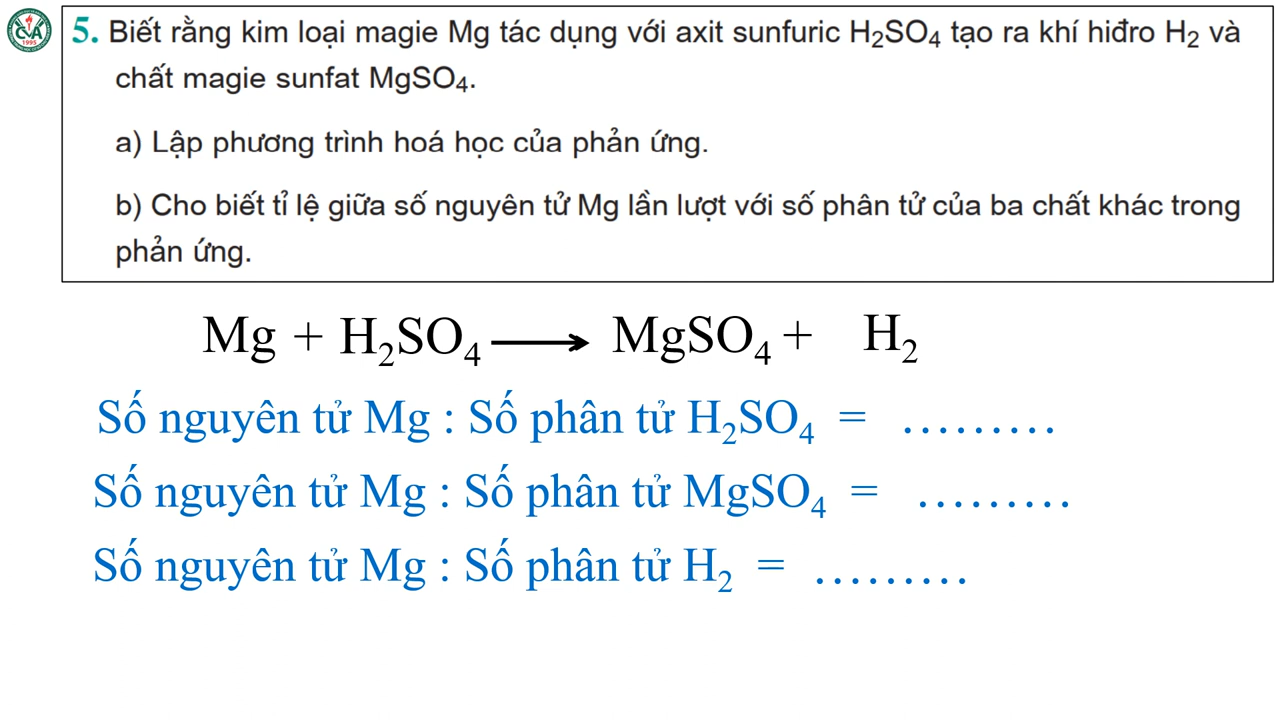 CVA
1995
5. Biết rằng kim loại magie Mg tác dụng với axit sunfuric H₂SO₄ tạo ra khí hiđro H₂ và
chất magie sunfat MgSO₄.
a) Lập phương trình hoá học của phản ứng.
b) Cho biết tỉ lệ giữa số nguyên tử Mg lần lượt với số phân tử của ba chất khác trong
phản ứng.
Mg + H₂SO₄ ⟶ MgSO₄ + H₂
Số nguyên tử Mg : Số phân tử H₂SO₄ = ………
Số nguyên tử Mg : Số phân tử MgSO₄ = ………
Số nguyên tử Mg : Số phân tử H₂ = ………